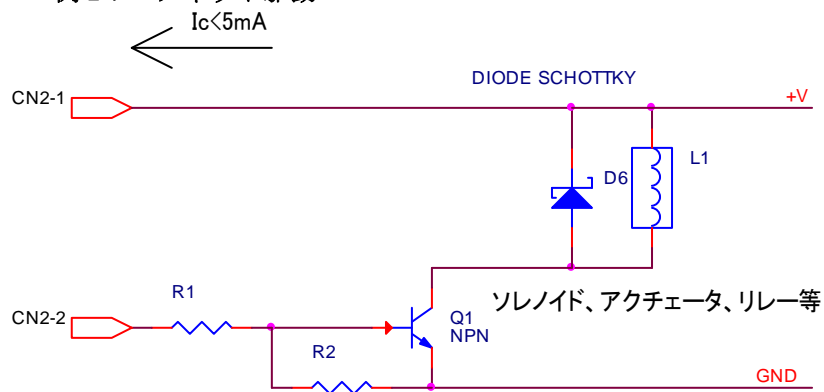 Ic<5mA
DIODE SCHOTTKY
CN2-1
+V
D6
L1
R1
ソレノイド、アクチェータ、リレー等
CN2-2
Q1
NPN
R2
GND